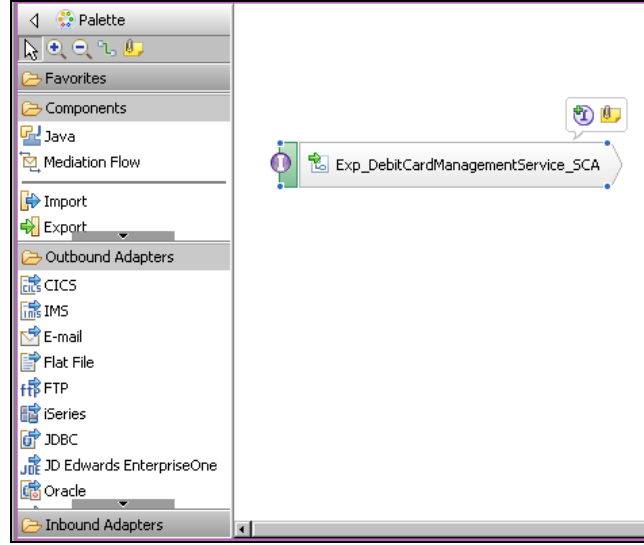 Palette
Favorites
Components
Java
Mediation Flow
Import
Export
Outbound Adapters
CICS
IMS
E-mail
Flat File
FTP
iSeries
JDBC
JD Edwards EnterpriseOne
Oracle
Inbound Adapters
Exp_DebitCardManagementService_SCA